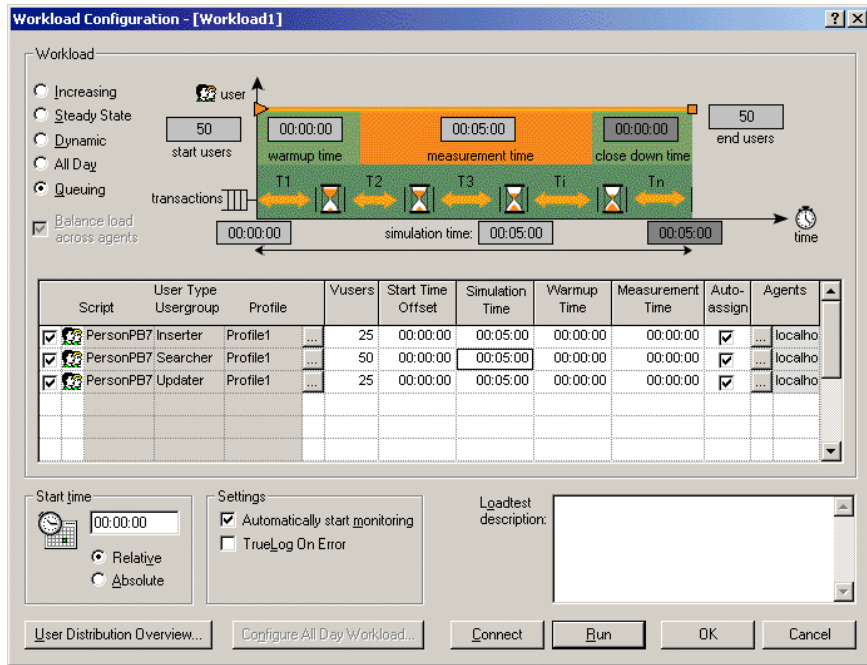 Workload Configuration - [Workload1]
Workload
Increasing
Steady State
Dynamic
All Day
Queuing
Balance load
across agents
user
50
start users
00:00:00
warmup time
00:05:00
measurement time
00:00:00
close down time
50
end users
transactions
T1
T2
T3
Ti
Tn
00:00:00
simulation time: 00:05:00
00:05:00
time
Script User Type Usergroup Profile Vusers Start Time Offset Simulation Time Warmup Time Measurement Time Auto-assign Agents
PersonPB7 Inserter Profile1 ... 25 00:00:00 00:05:00 00:00:00 00:00:00 ... localho
PersonPB7 Searcher Profile1 ... 50 00:00:00 00:05:00 00:00:00 00:00:00 ... localho
PersonPB7 Updater Profile1 ... 25 00:00:00 00:05:00 00:00:00 00:00:00 ... localho
Start time
00:00:00
Relative
Absolute
Settings
Automatically start monitoring
TrueLog On Error
Loadtest
description:
User Distribution Overview...
Configure All Day Workload...
Connect
Run
OK
Cancel